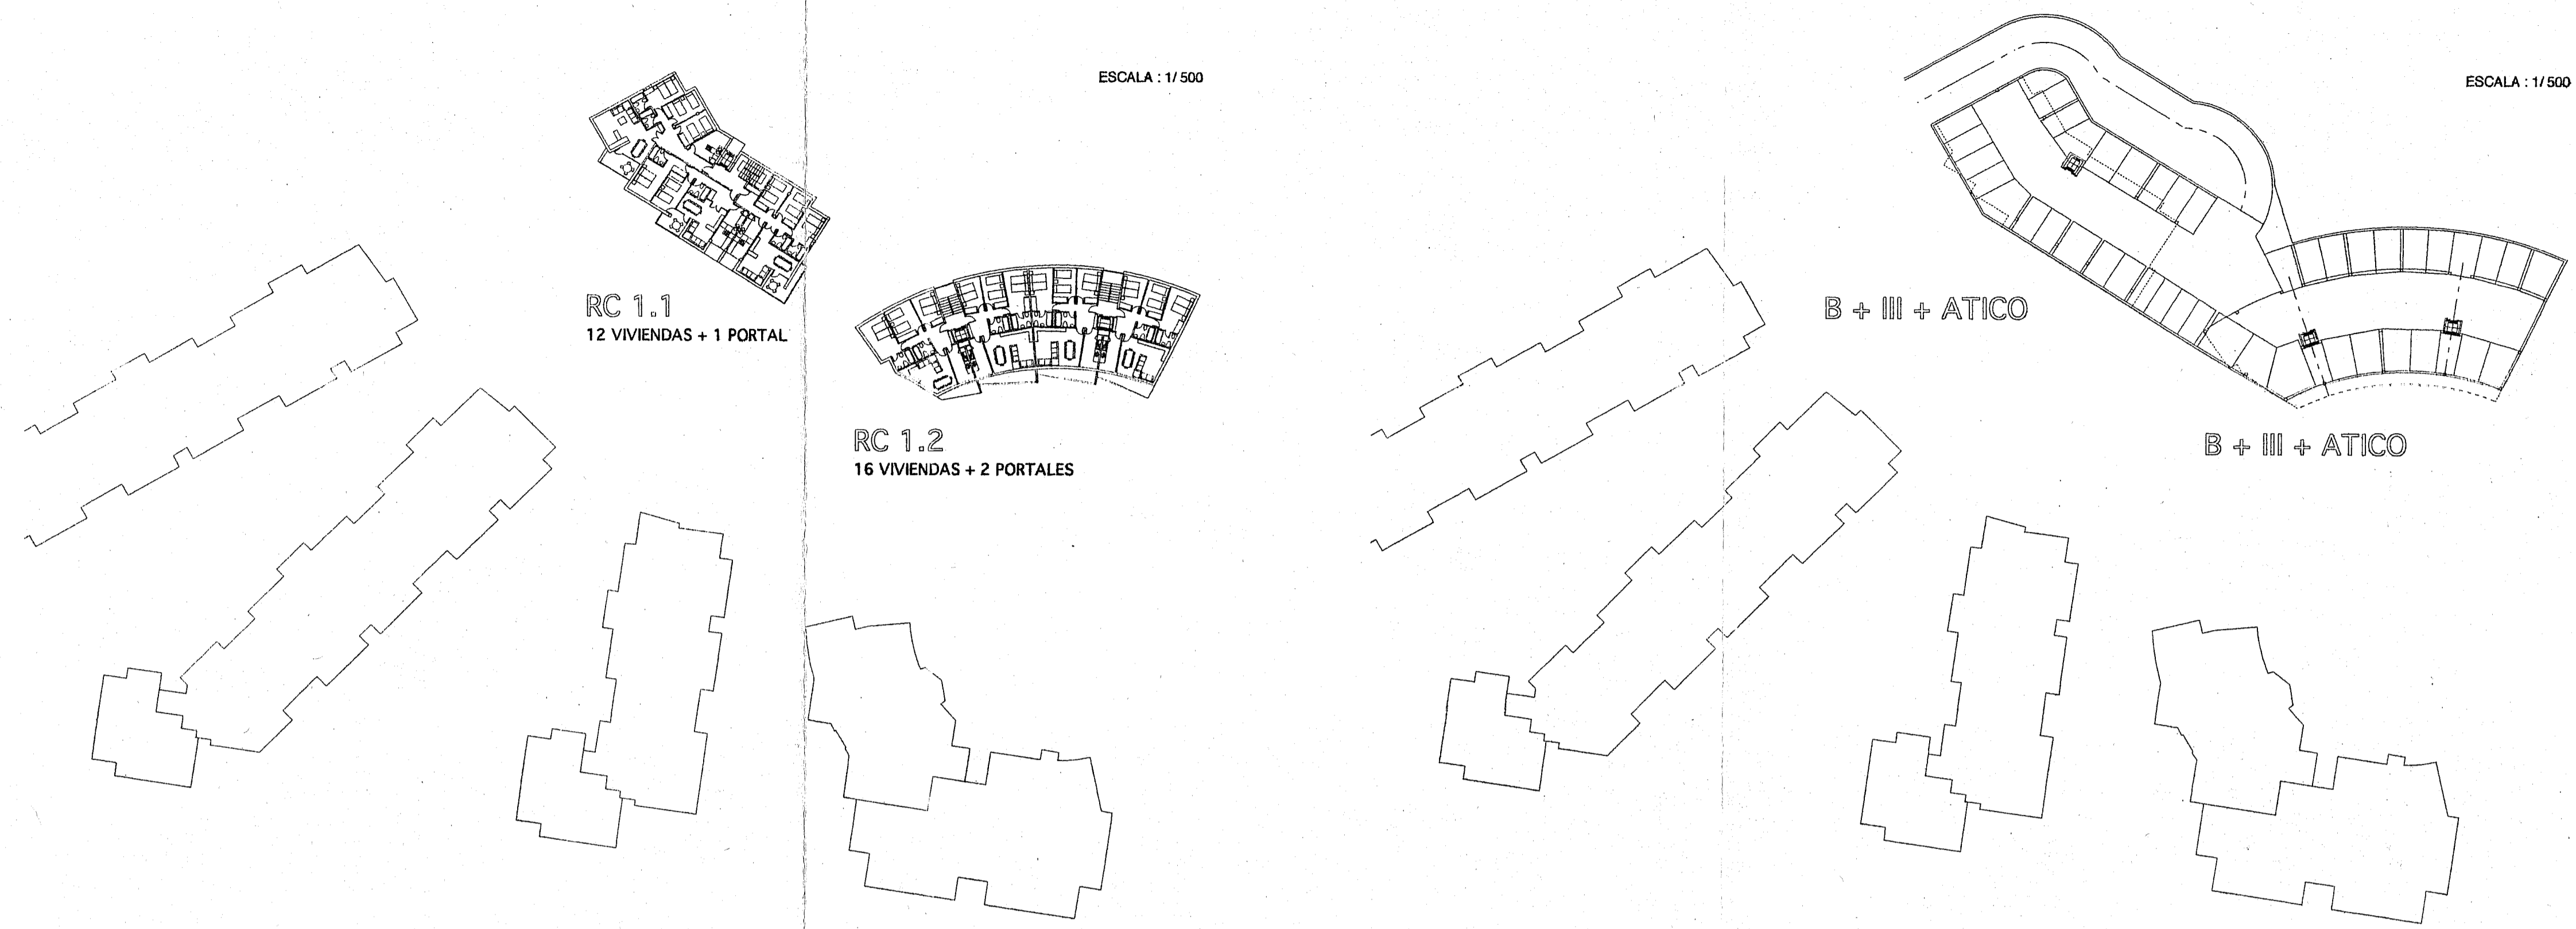 ESCALA : 1/ 500
RC 1.1
12 VIVIENDAS + 1 PORTAL
RC 1.2
16 VIVIENDAS + 2 PORTALES
ESCALA : 1/ 500
B + III + ATICO
B + III + ATICO